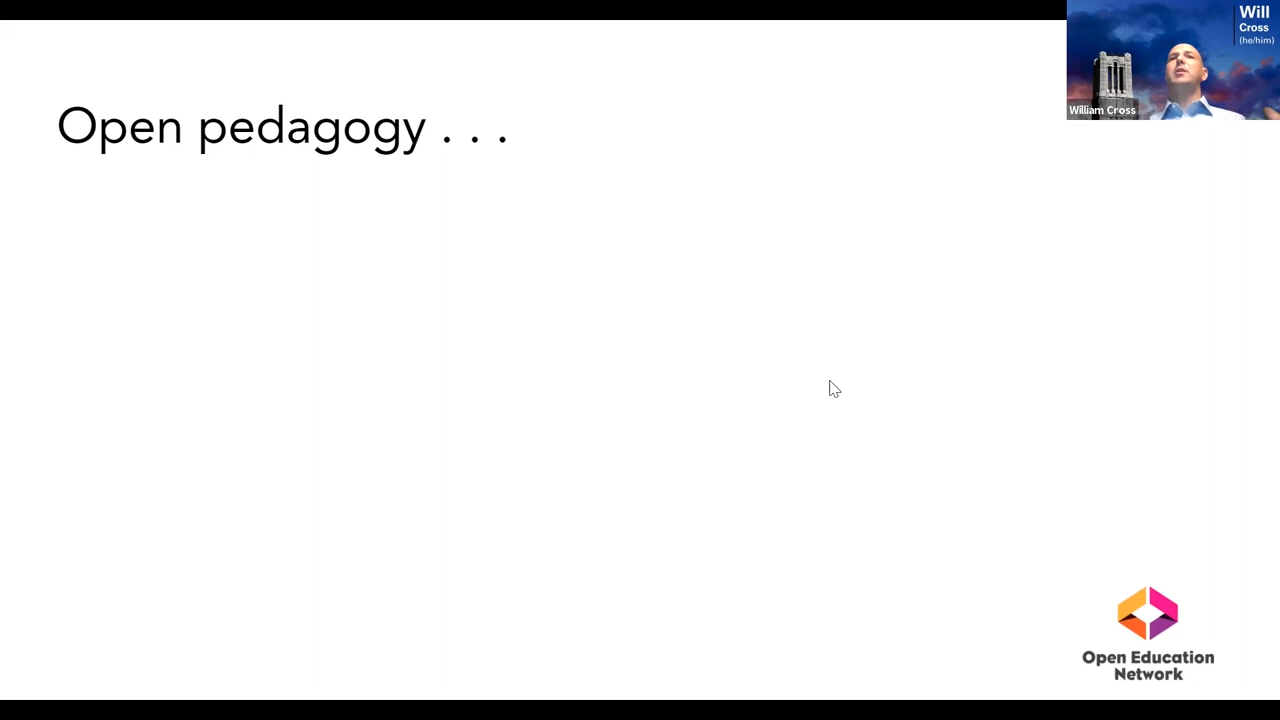 Open pedagogy . . .
Will
Cross
(he/him)
William Cross
Open Education
Network